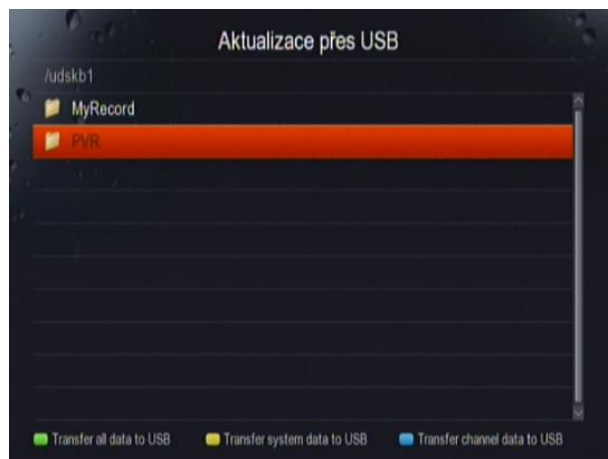 Aktualizace přes USB
/udskb1
MyRecord
PVR
Transfer all data to USB Transfer system data to USB Transfer channel data to USB